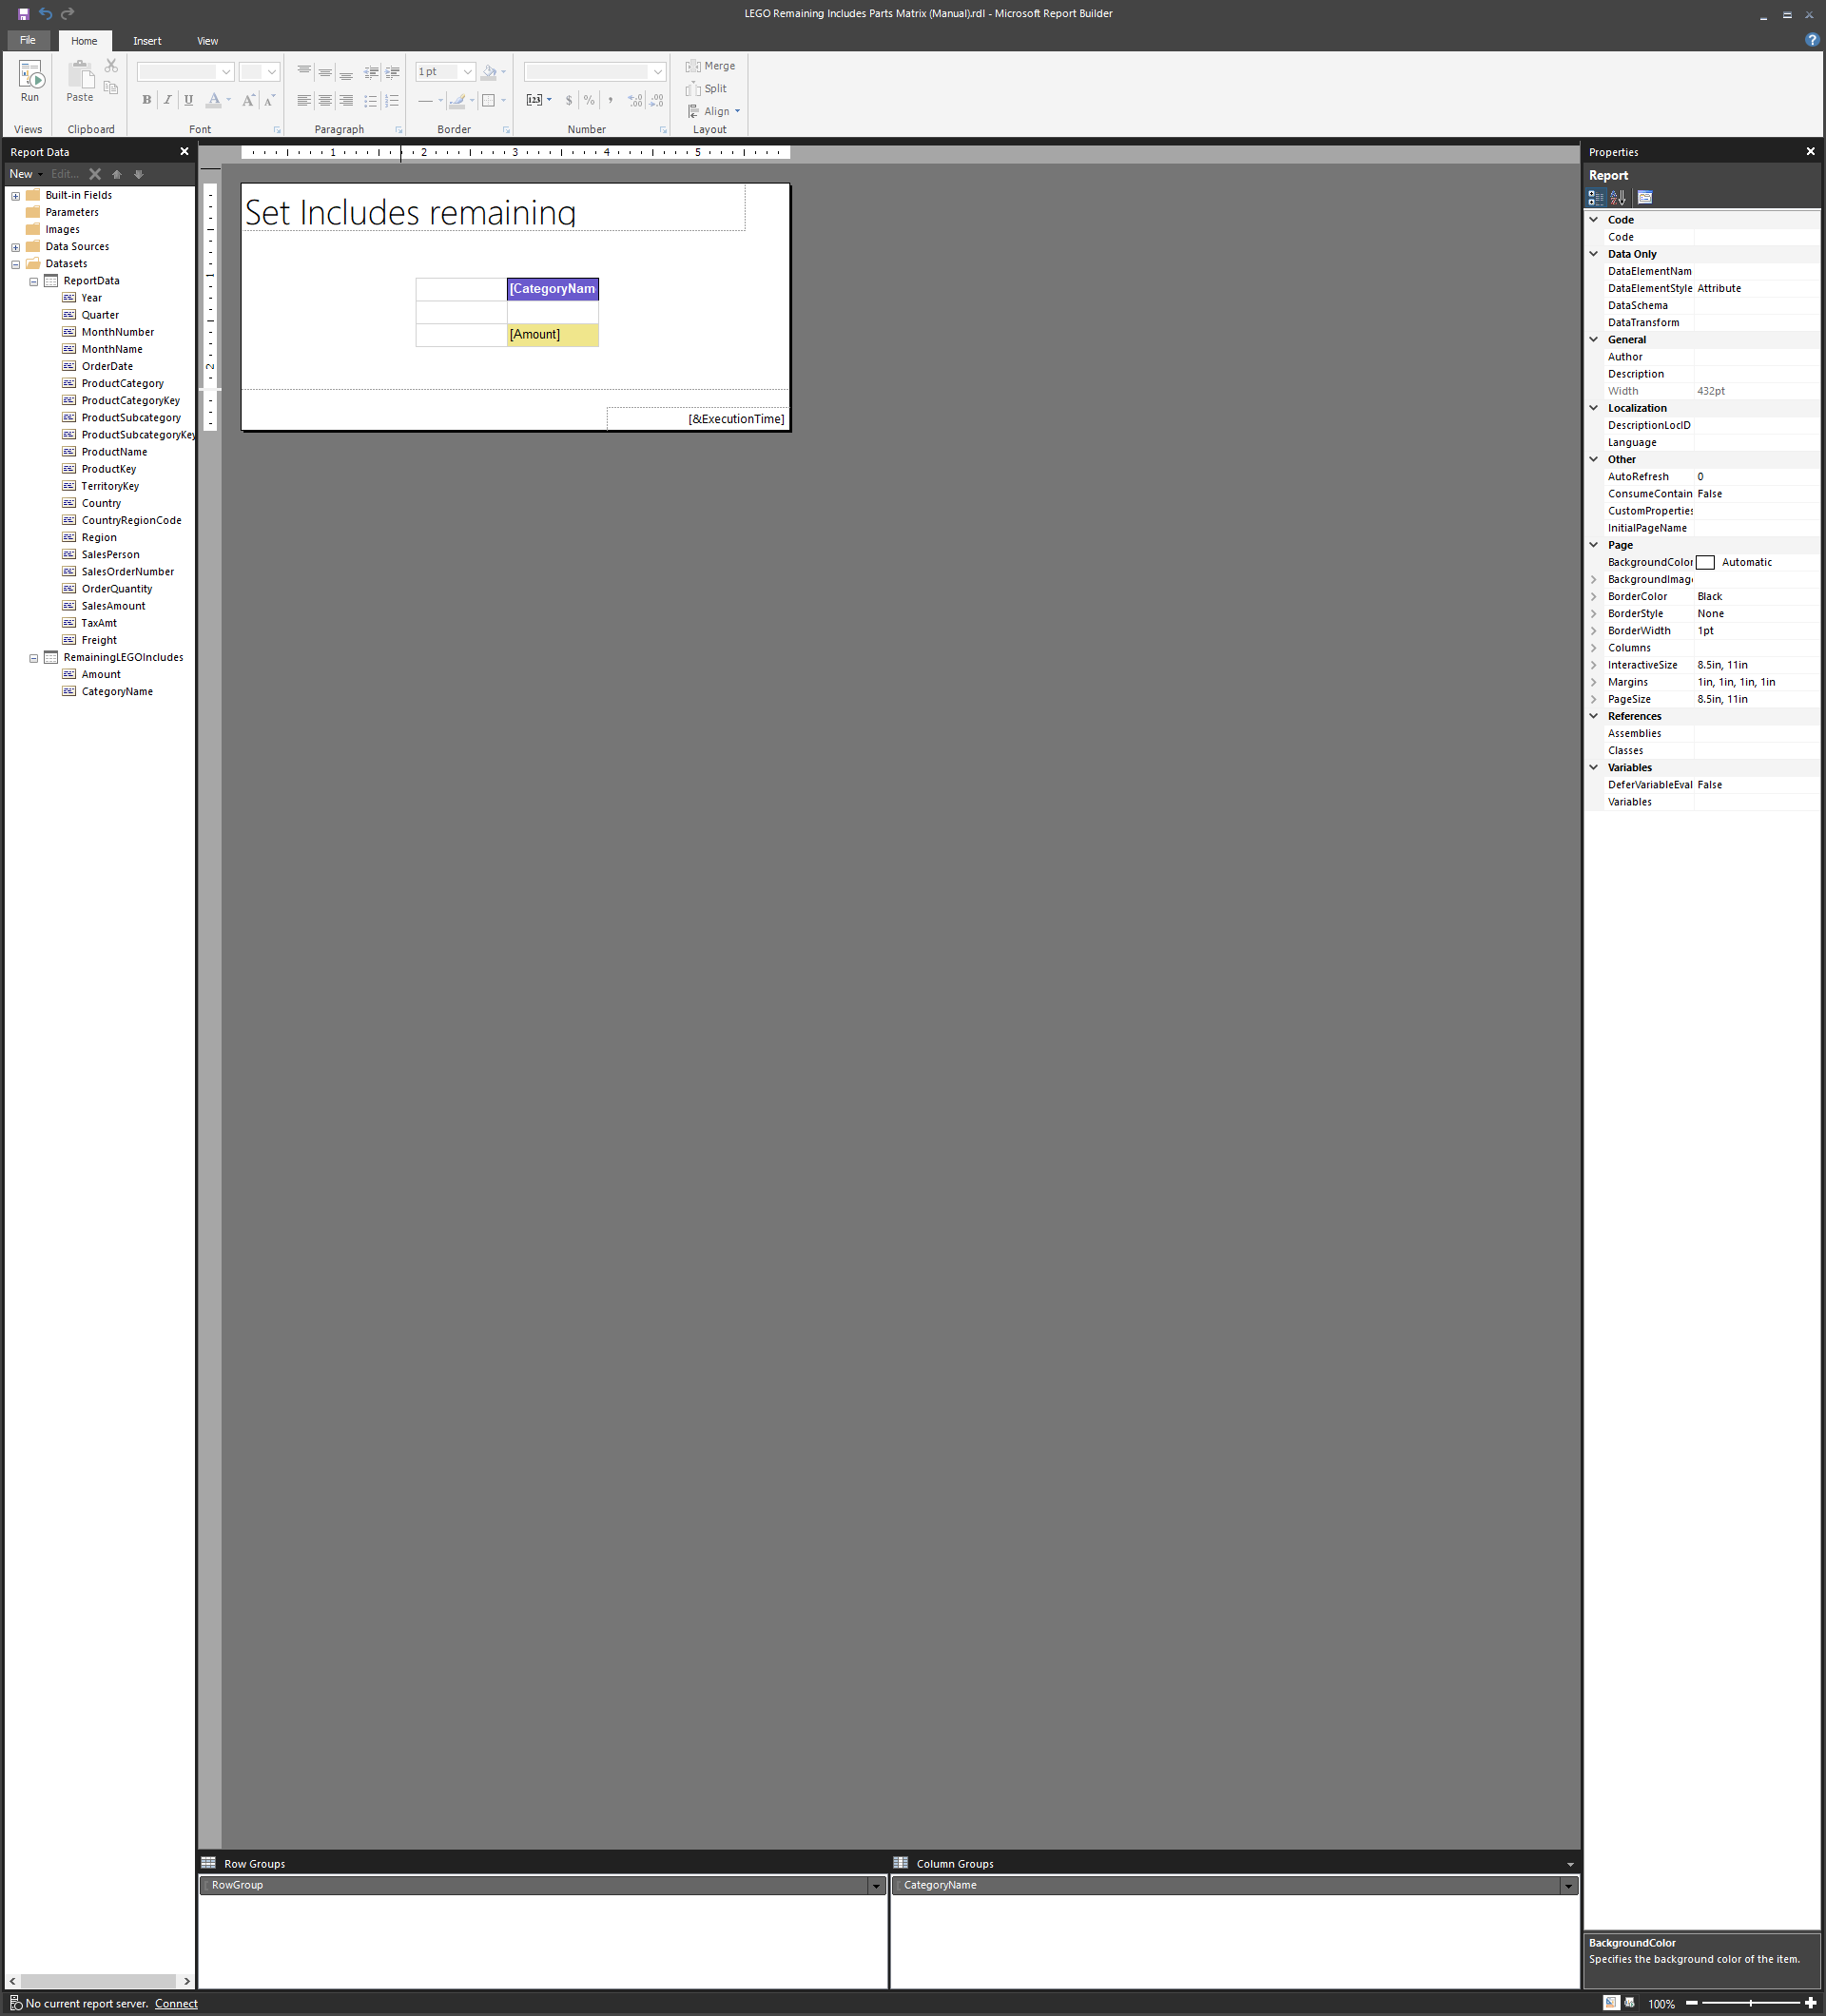 LEGO Remaining Includes Parts Matrix (Manual).rdl - Microsoft Report Builder
File
Home
Insert
View
Run
Views
Paste
Clipboard
B I U A A A
Font
Paragraph
1pt
Border
123 $ % ,
Number
Merge
Split
Align
Layout
Report Data
New Edit...
Built-in Fields
Parameters
Images
Data Sources
Datasets
ReportData
Year
Quarter
MonthNumber
MonthName
OrderDate
ProductCategory
ProductCategoryKey
ProductSubcategory
ProductSubcategoryKey
ProductName
ProductKey
TerritoryKey
Country
CountryRegionCode
Region
SalesPerson
SalesOrderNumber
OrderQuantity
SalesAmount
TaxAmt
Freight
RemainingLEGOIncludes
Amount
CategoryName
1 2 3 4 5
1
2
Set Includes remaining
[CategoryNam
[Amount]
[&ExecutionTime]
Row Groups
RowGroup
Column Groups
CategoryName
Properties
Report
Code
Code
Data Only
DataElementNam
DataElementStyle Attribute
DataSchema
DataTransform
General
Author
Description
Width 432pt
Localization
DescriptionLocID
Language
Other
AutoRefresh 0
ConsumeContain False
CustomProperties
InitialPageName
Page
BackgroundColor Automatic
BackgroundImag
BorderColor Black
BorderStyle None
BorderWidth 1pt
Columns
InteractiveSize 8.5in, 11in
Margins 1in, 1in, 1in, 1in
PageSize 8.5in, 11in
References
Assemblies
Classes
Variables
DeferVariableEval False
Variables
BackgroundColor
Specifies the background color of the item.
No current report server. Connect
100%